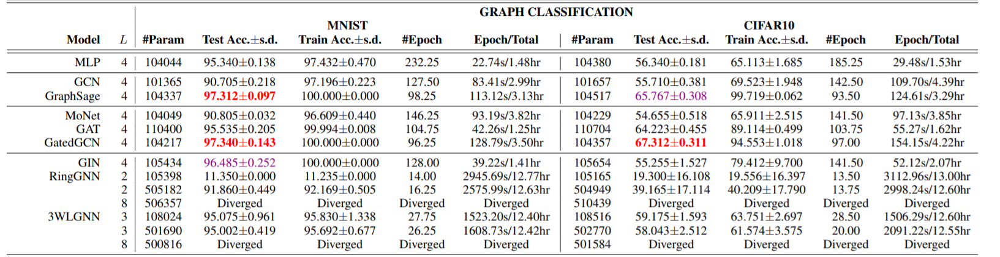 GRAPH CLASSIFICATION
MNIST CIFAR10
Model L #Param Test Acc.±s.d. Train Acc.±s.d. #Epoch Epoch/Total #Param Test Acc.±s.d. Train Acc.±s.d. #Epoch Epoch/Total
MLP 4 104044 95.340±0.138 97.432±0.470 232.25 22.74s/1.48hr 104380 56.340±0.181 65.113±1.685 185.25 29.48s/1.53hr
GCN 4 101365 90.705±0.218 97.196±0.223 127.50 83.41s/2.99hr 101657 55.710±0.381 69.523±1.948 142.50 109.70s/4.39hr
GraphSage 4 104337 97.312±0.097 100.000±0.000 98.25 113.12s/3.13hr 104517 65.767±0.308 99.719±0.062 93.50 124.61s/3.29hr
MoNet 4 104049 90.805±0.032 96.609±0.440 146.25 93.19s/3.82hr 104229 54.655±0.518 65.911±2.515 141.50 97.13s/3.85hr
GAT 4 110400 95.535±0.205 99.994±0.008 104.75 42.26s/1.25hr 110704 64.223±0.455 89.114±0.499 103.75 55.27s/1.62hr
GatedGCN 4 104217 97.340±0.143 100.000±0.000 96.25 128.79s/3.50hr 104357 67.312±0.311 94.553±1.018 97.00 154.15s/4.22hr
GIN 4 105434 96.485±0.252 100.000±0.000 128.00 39.22s/1.41hr 105654 55.255±1.527 79.412±9.700 141.50 52.12s/2.07hr
RingGNN 2 105398 11.350±0.000 11.235±0.000 14.00 2945.69s/12.77hr 105165 19.300±16.108 19.556±16.397 13.50 3112.96s/13.00hr
2 505182 91.860±0.449 92.169±0.505 16.25 2575.99s/12.63hr 504949 39.165±17.114 40.209±17.790 13.75 2998.24s/12.60hr
8 506357 Diverged Diverged Diverged Diverged 510439 Diverged Diverged Diverged Diverged
3WLGNN 3 108024 95.075±0.961 95.830±1.338 27.75 1523.20s/12.40hr 108516 59.175±1.593 63.751±2.697 28.50 1506.29s/12.60hr
3 501690 95.002±0.419 95.692±0.677 26.25 1608.73s/12.42hr 502770 58.043±2.512 61.574±3.575 20.00 2091.22s/12.55hr
8 500816 Diverged Diverged Diverged Diverged 501584 Diverged Diverged Diverged Diverged